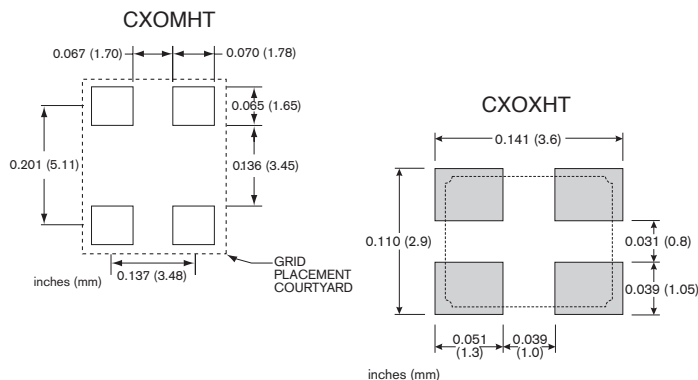 CXOMHT
0.067 (1.70)
0.070 (1.78)
0.065 (1.65)
0.201 (5.11)
0.136 (3.45)
0.137 (3.48)
inches (mm)
GRID
PLACEMENT
COURTYARD
CXOXHT
0.141 (3.6)
0.110 (2.9)
0.031 (0.8)
0.039 (1.05)
0.051
(1.3)
0.039
(1.0)
inches (mm)